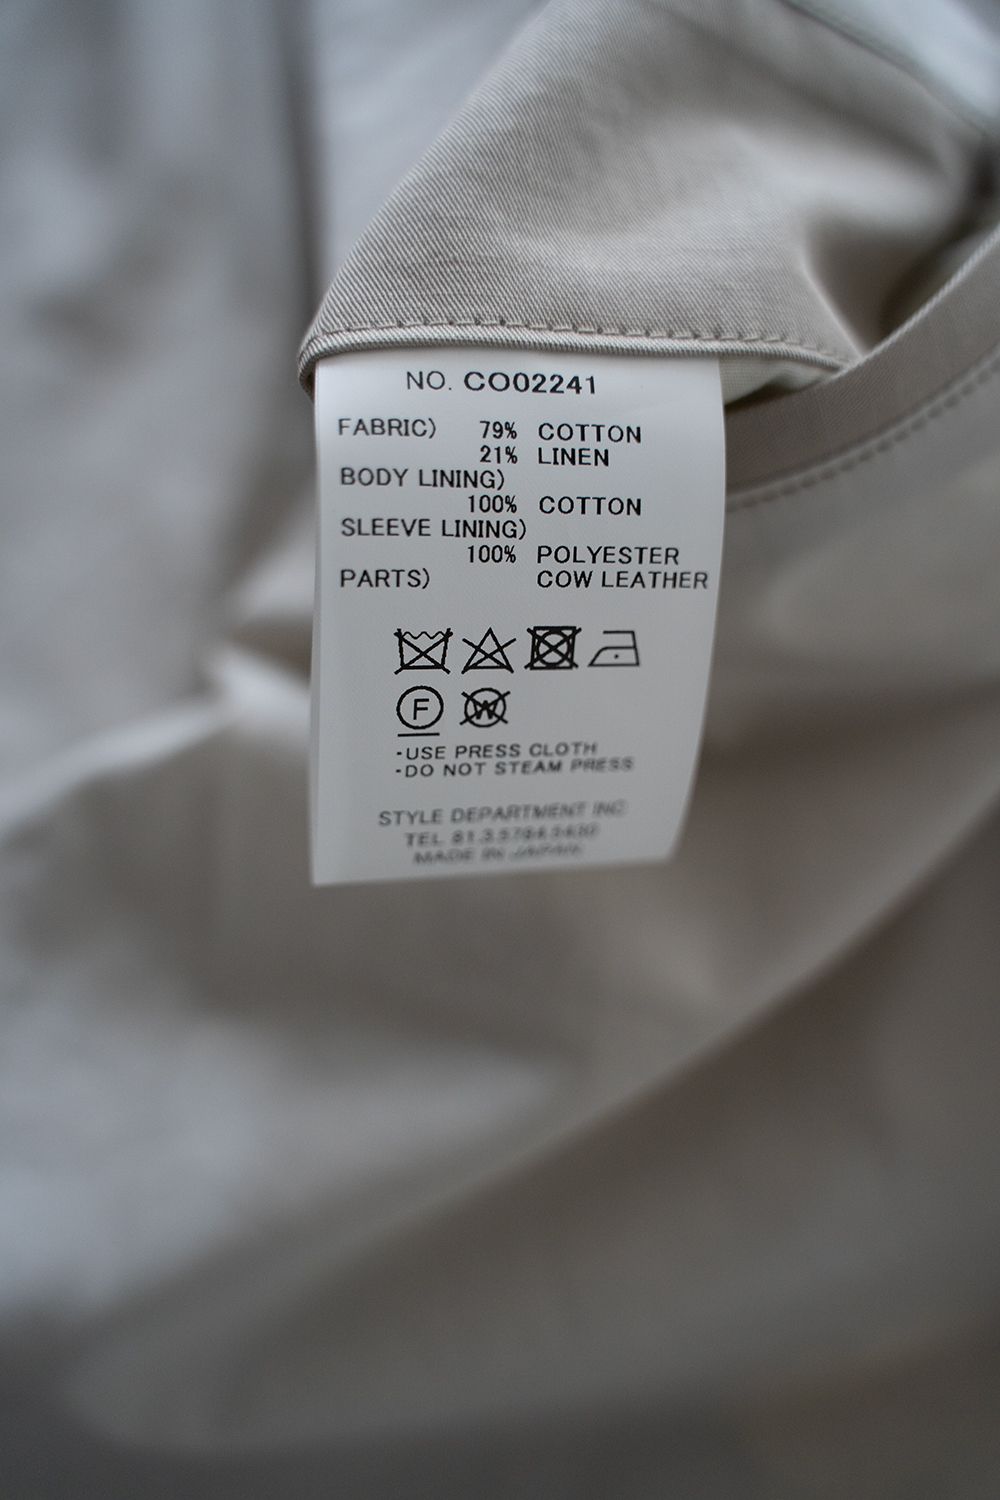 NO. CO02241
FABRIC) 79% COTTON
21% LINEN
BODY LINING)
100% COTTON
SLEEVE LINING)
100% POLYESTER
PARTS) COW LEATHER
F W
-USE PRESS CLOTH
-DO NOT STEAM PRESS
STYLE DEPARTMENT INC
TEL
MADE IN JAPAN